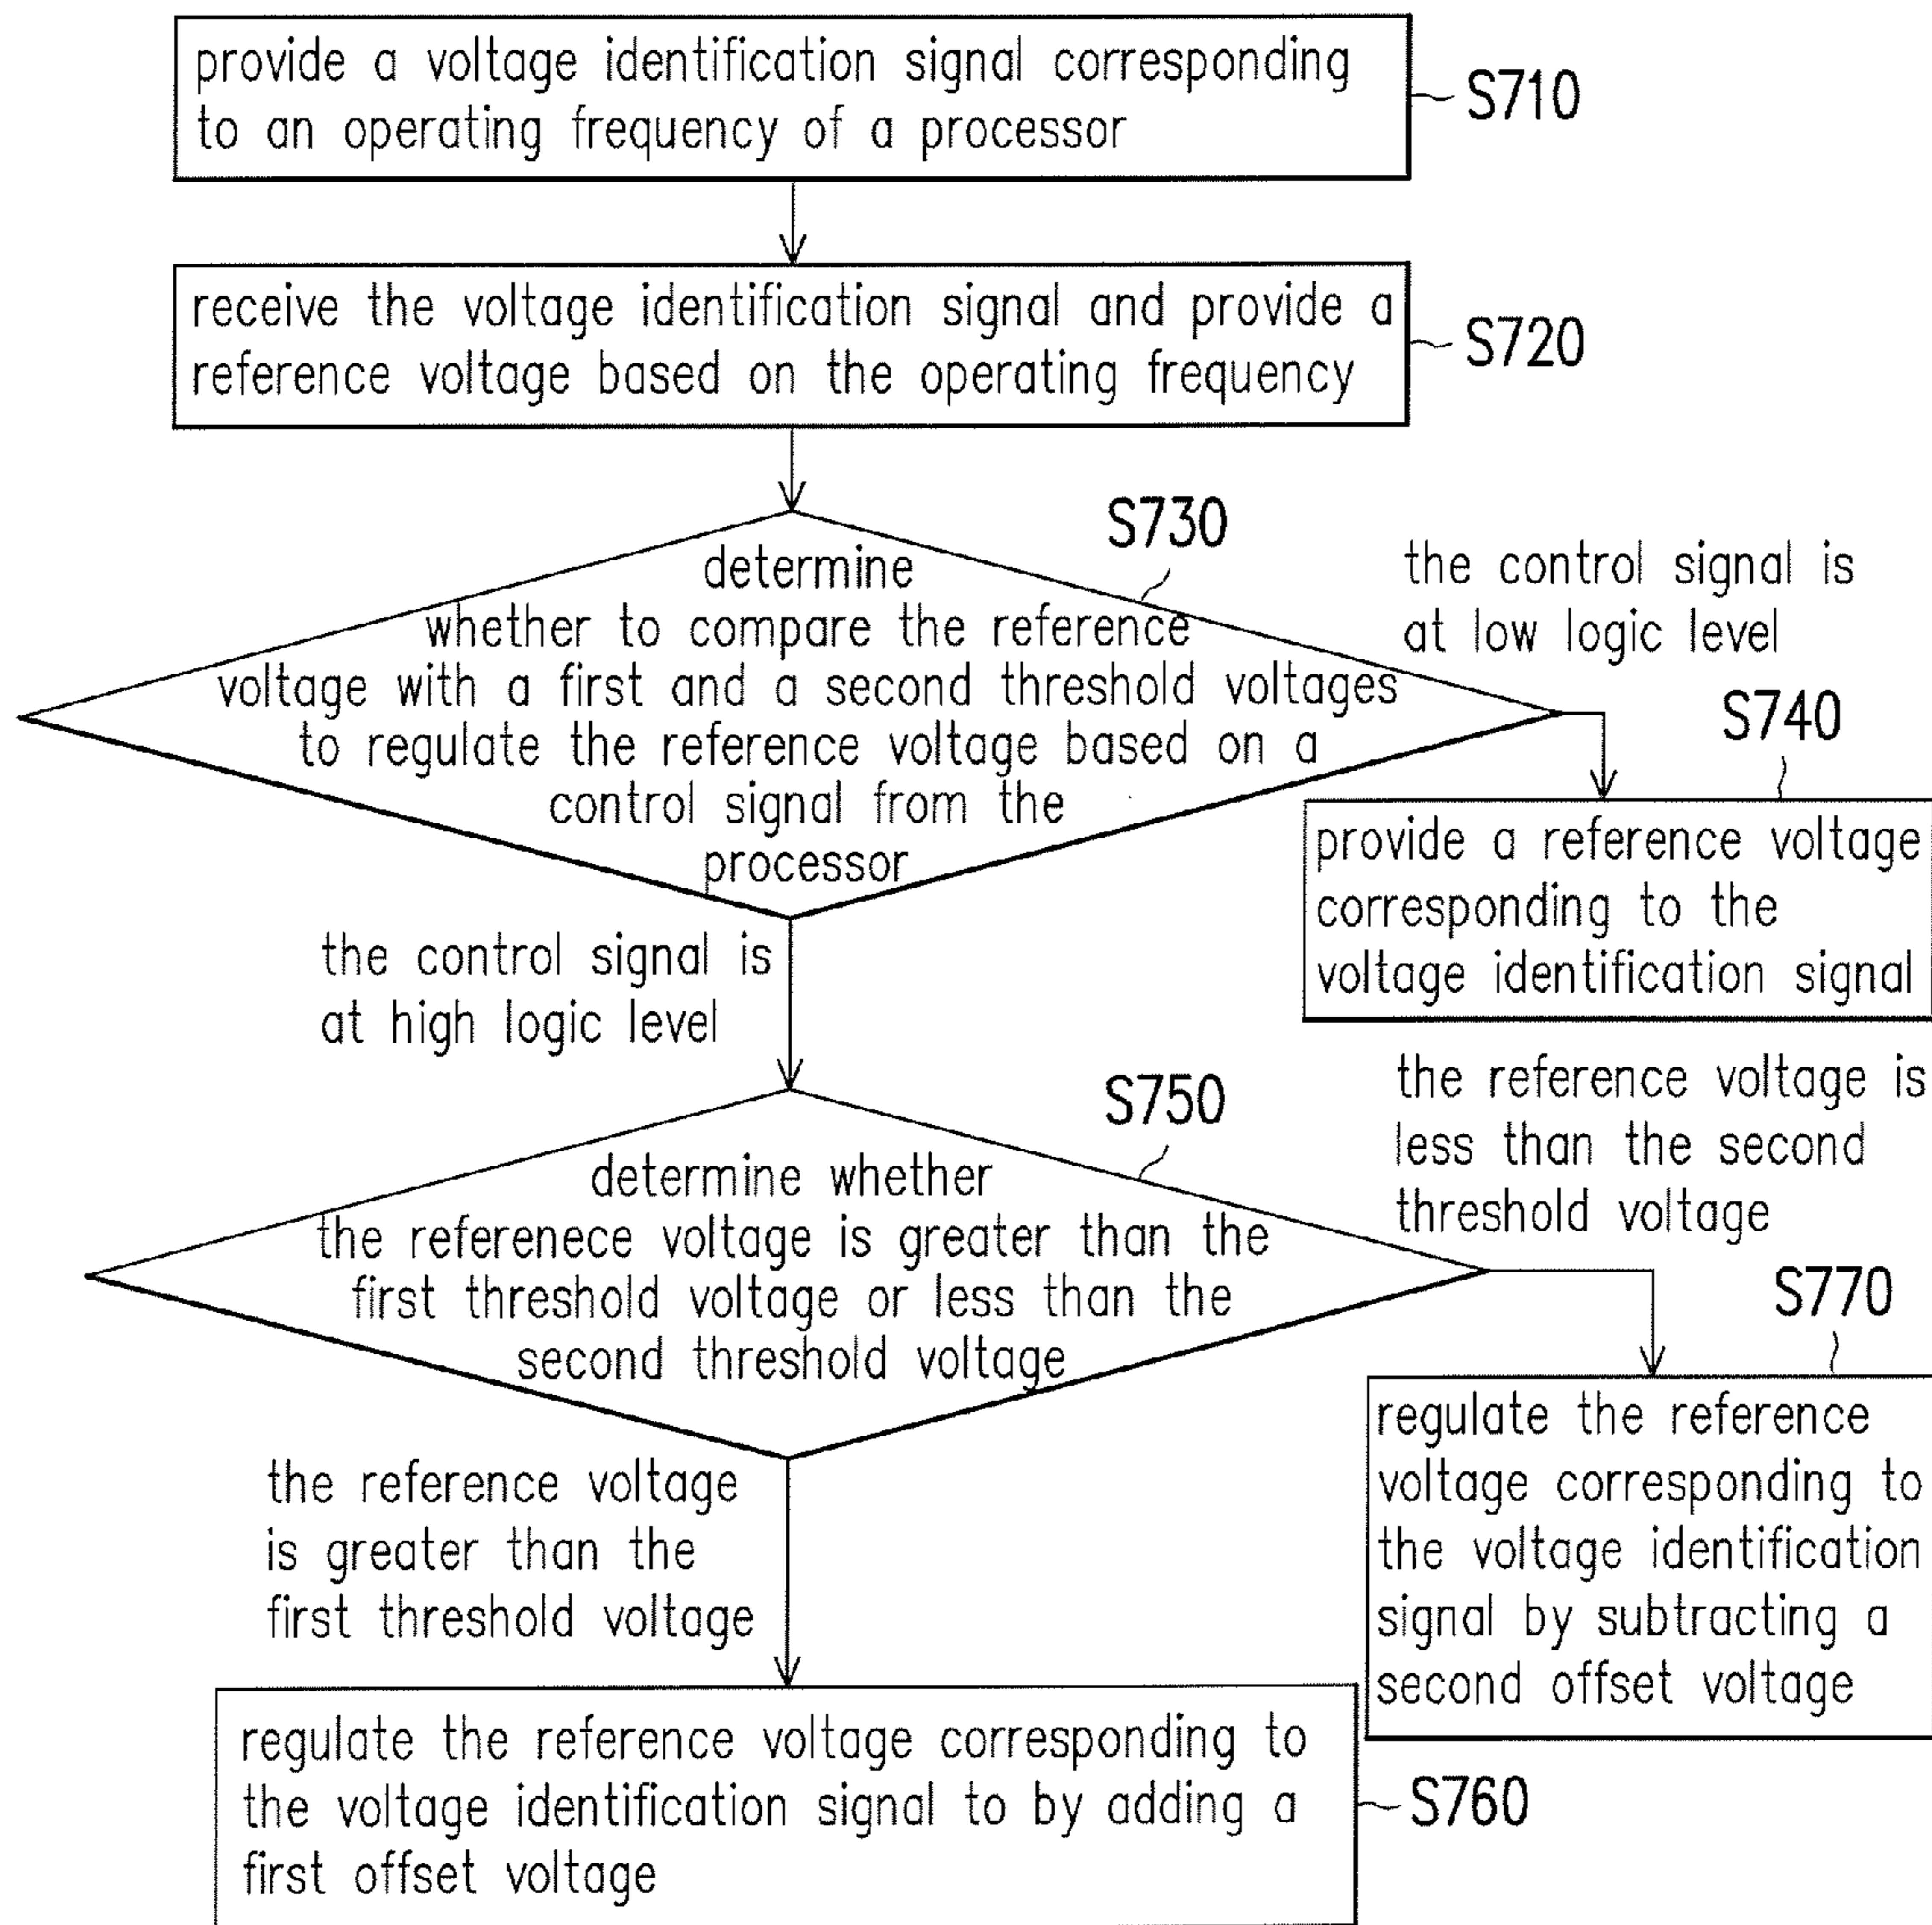 provide a voltage identification signal corresponding
to an operating frequency of a processor
S710
receive the voltage identification signal and provide a
reference voltage based on the operating frequency
S720
S730
determine
whether to compare the reference
voltage with a first and a second threshold voltages
to regulate the reference voltage based on a
control signal from the
processor
the control signal is
at low logic level
S740
provide a reference voltage
corresponding to the
voltage identification signal
the control signal is
at high logic level
S750
determine whether
the referenece voltage is greater than the
first threshold voltage or less than the
second threshold voltage
the reference voltage is
less than the second
threshold voltage
S770
regulate the reference
voltage corresponding to
the voltage identification
signal by subtracting a
second offset voltage
the reference voltage
is greater than the
first threshold voltage
regulate the reference voltage corresponding to
the voltage identification signal to by adding a
first offset voltage
S760